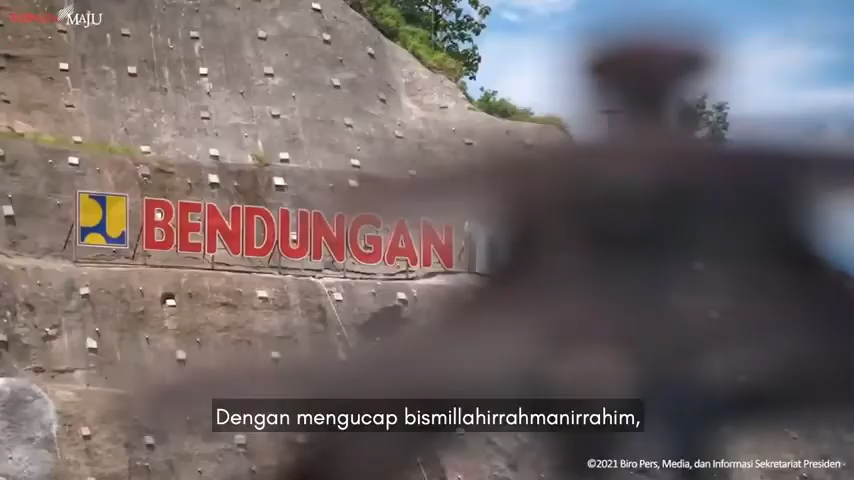 MAJU
BENDUNGAN
Dengan mengucap bismillahirrahmanirrahim,
©2021 Biro Pers, Media, dan Informasi Sekretariat Presiden